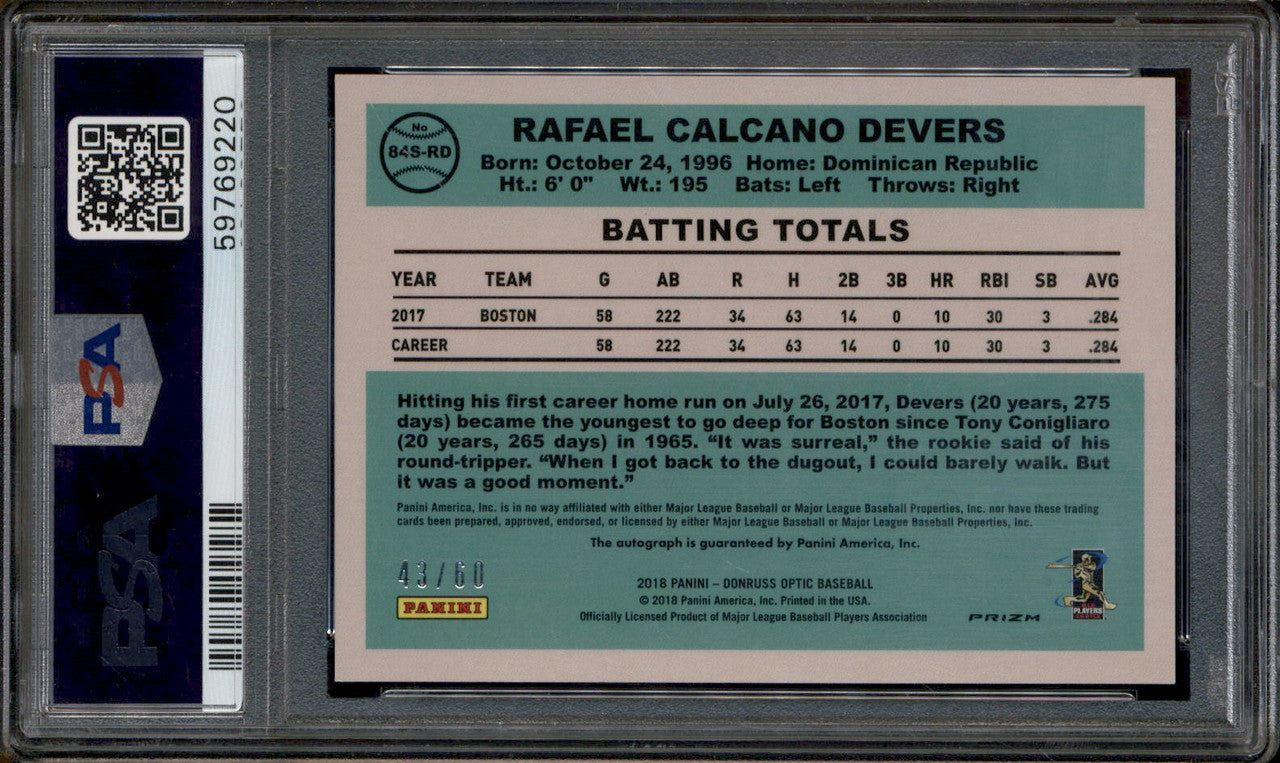 59769220
PSA
PSA
No
84S-RD
RAFAEL CALCANO DEVERS
Born: October 24, 1996 Home: Dominican Republic
Ht.: 6' 0" Wt.: 195 Bats: Left Throws: Right
BATTING TOTALS
YEAR TEAM G AB R H 2B 3B HR RBI SB AVG
2017 BOSTON 58 222 34 63 14 0 10 30 3 .284
CAREER 58 222 34 63 14 0 10 30 3 .284
Hitting his first career home run on July 26, 2017, Devers (20 years, 275
days) became the youngest to go deep for Boston since Tony Conigliaro
(20 years, 265 days) in 1965. “It was surreal,” the rookie said of his
round-tripper. “When I got back to the dugout, I could barely walk. But
it was a good moment.”
Panini America, Inc. is in no way affiliated with either Major League Baseball or Major League Baseball Properties, Inc. nor have these trading
cards been prepared, approved, endorsed, or licensed by either Major League Baseball or Major League Baseball Properties, Inc.
The autograph is guaranteed by Panini America, Inc.
43/60
PANINI
2018 PANINI – DONRUSS OPTIC BASEBALL
© 2018 Panini America, Inc. Printed in the USA.
Officially Licensed Product of Major League Baseball Players Association
PRIZM
PLAYERS